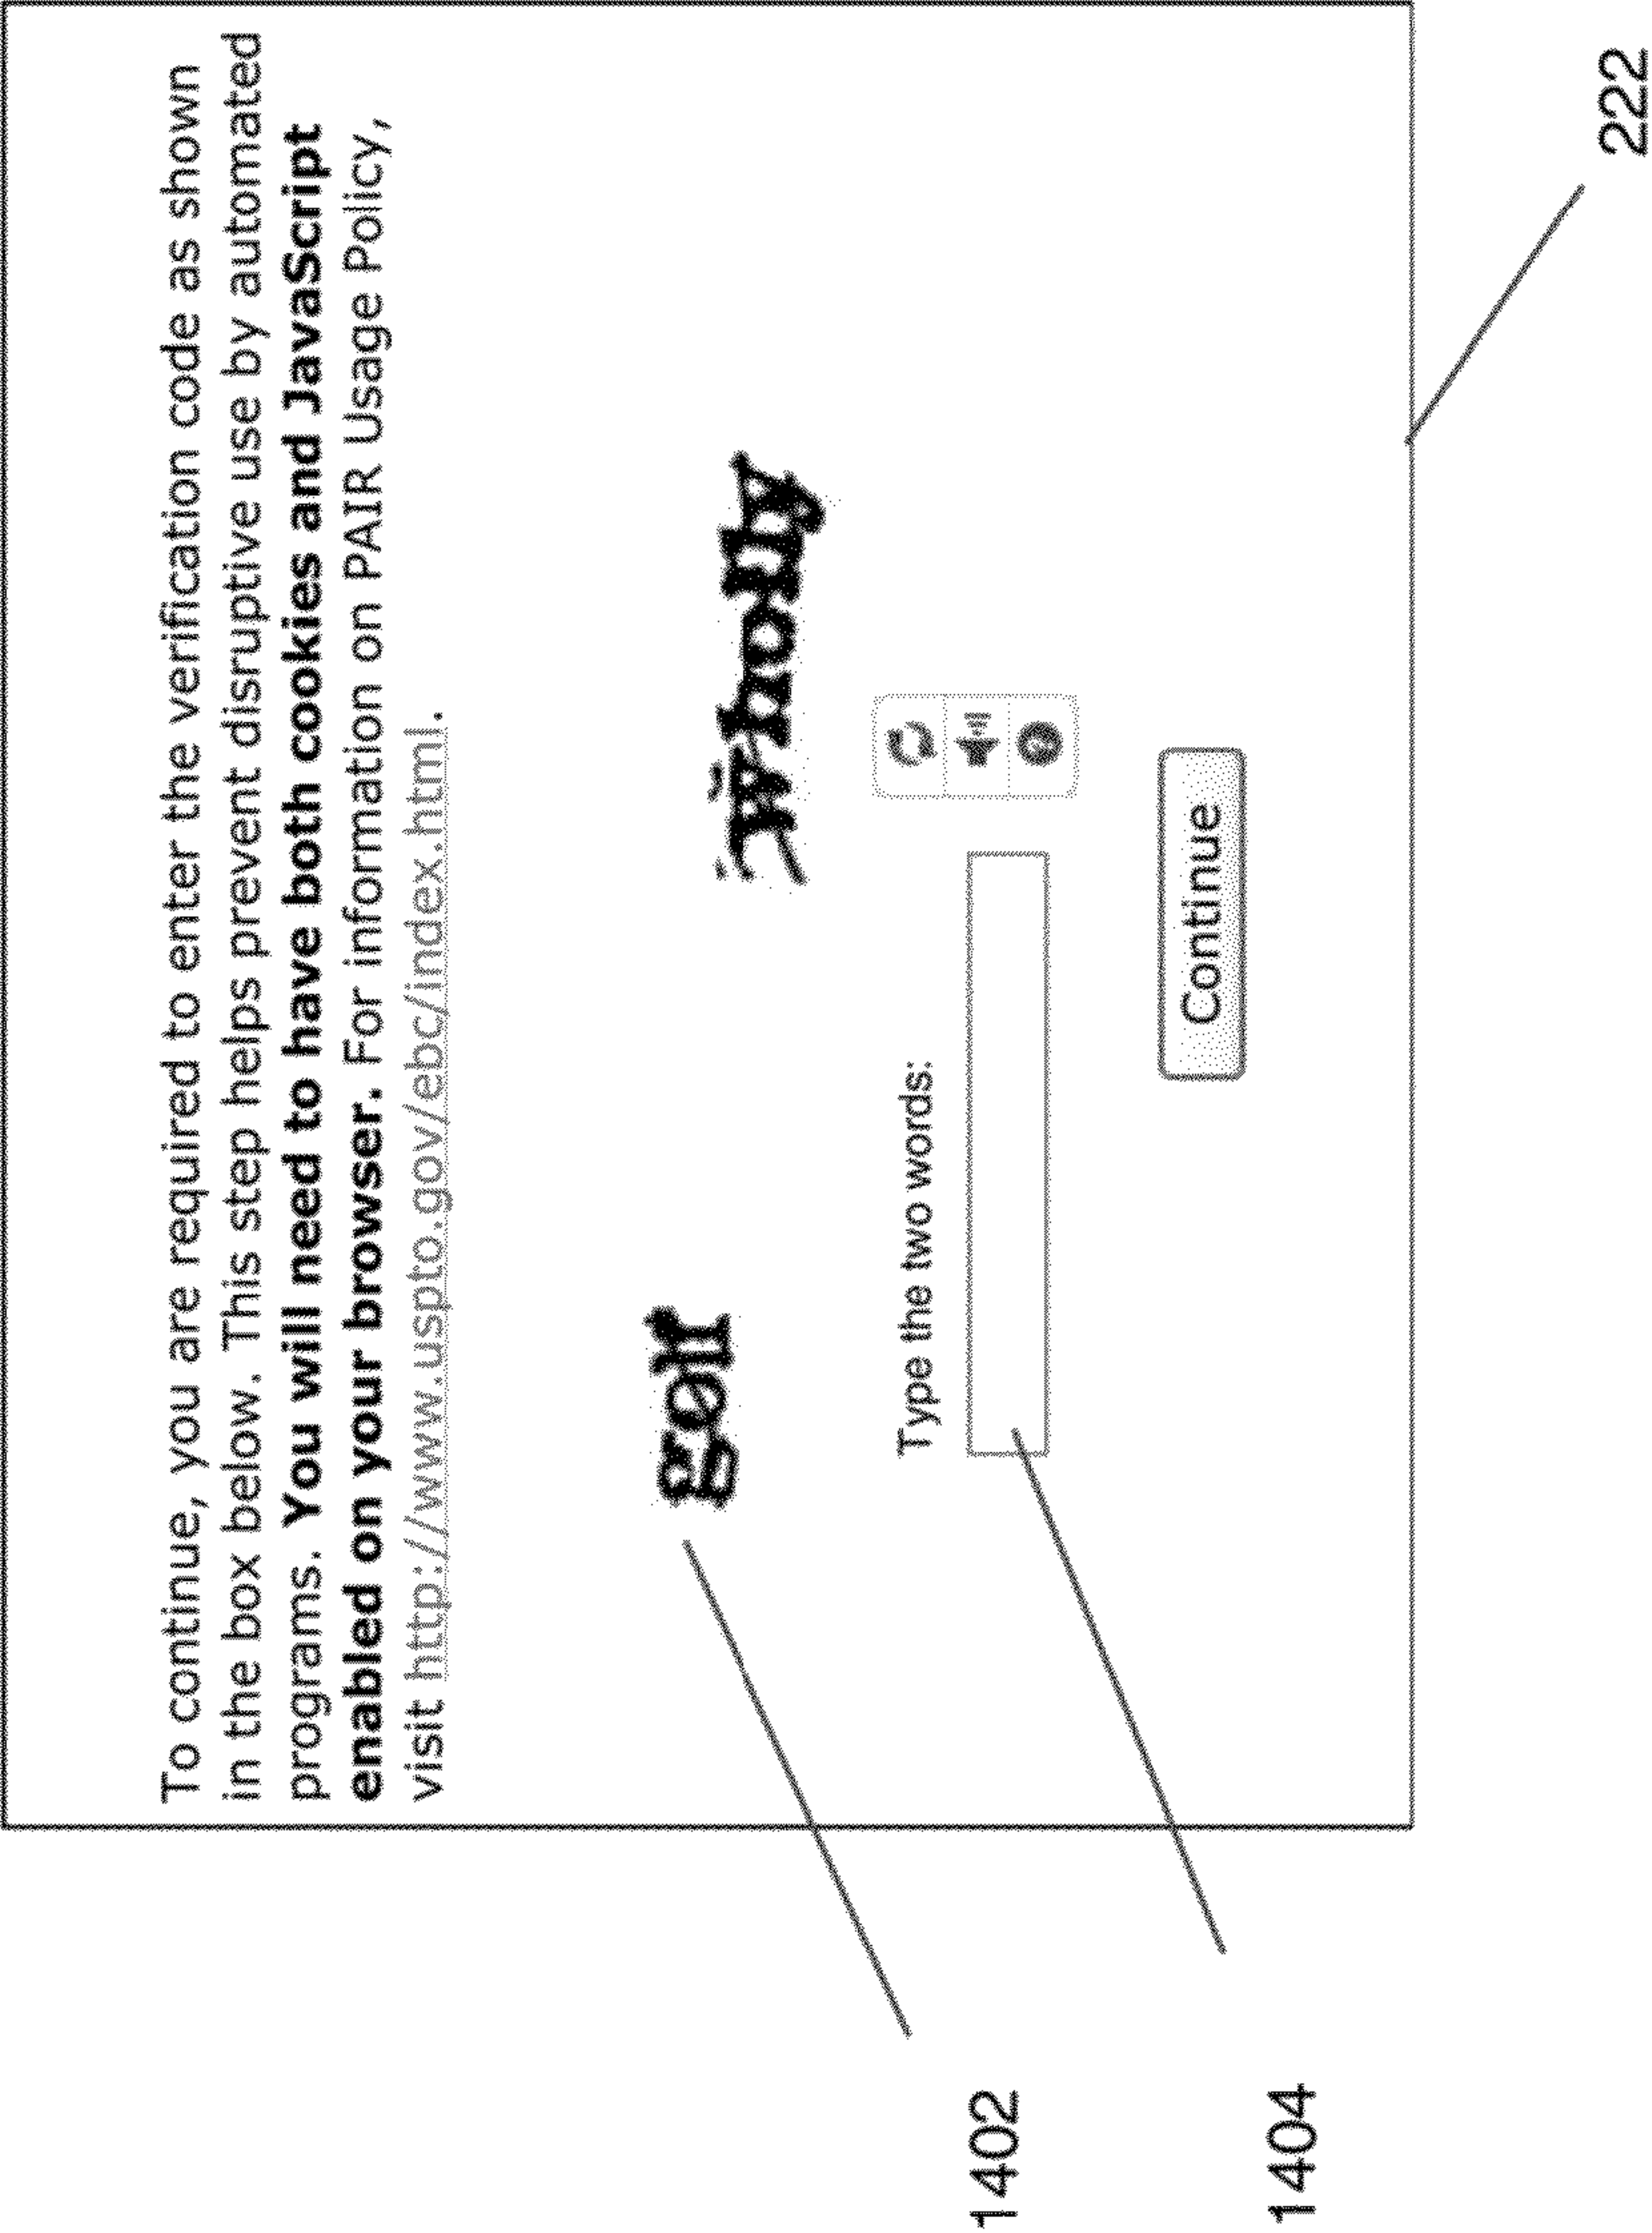 To continue, you are required to enter the verification code as shown
in the box below. This step helps prevent disruptive use by automated
programs. You will need to have both cookies and JavaScript
enabled on your browser. For information on PAIR Usage Policy,
visit http://www.uspto.gov/ebc/index.html.
golf wholly
Type the two words:
Continue
1402
1404
222